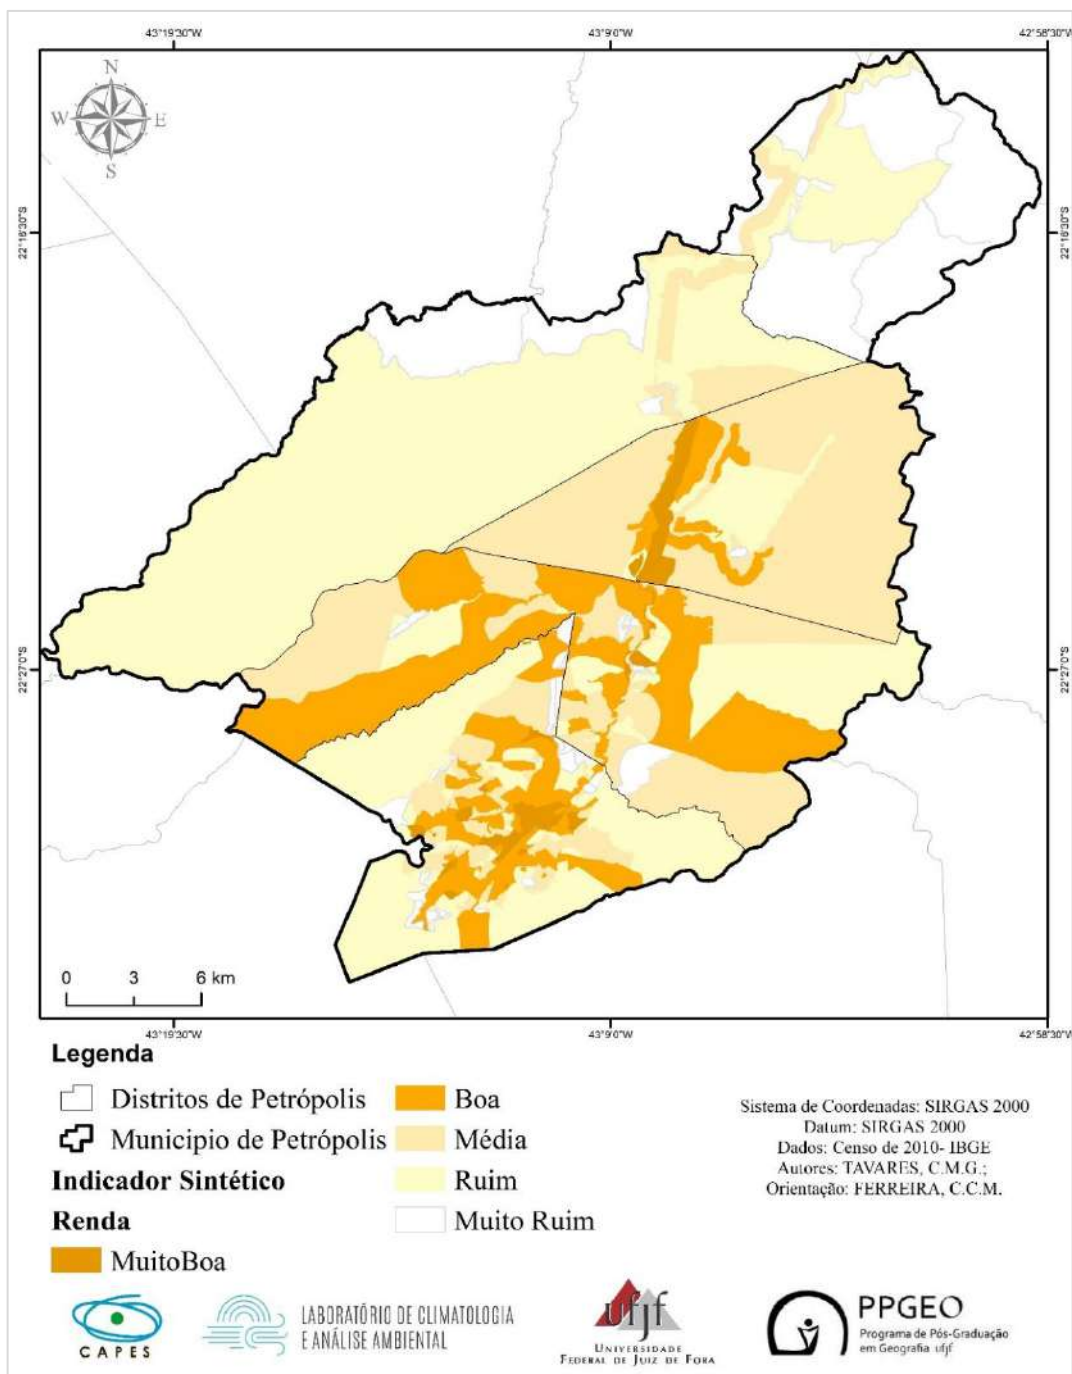 43°19'30"W
43°9'0"W
42°58'30"W
N
W
E
S
22°16'30"S
22°16'30"S
22°27'0"S
22°27'0"S
0
3
6 km
43°19'30"W
43°9'0"W
42°58'30"W
Legenda
Distritos de Petrópolis
Municipio de Petrópolis
Indicador Sintético
Renda
MuitoBoa
Boa
Média
Ruim
Muito Ruim
Sistema de Coordenadas: SIRGAS 2000
Datum: SIRGAS 2000
Dados: Censo de 2010- IBGE
Autores: TAVARES, C.M.G.;
Orientação: FERREIRA, C.C.M.
CAPES
LABORATÓRIO DE CLIMATOLOGIA
E ANÁLISE AMBIENTAL
ufjf
UNIVERSIDADE
FEDERAL DE JUIZ DE FORA
PPGEO
Programa de Pós-Graduação
em Geografia ufjf